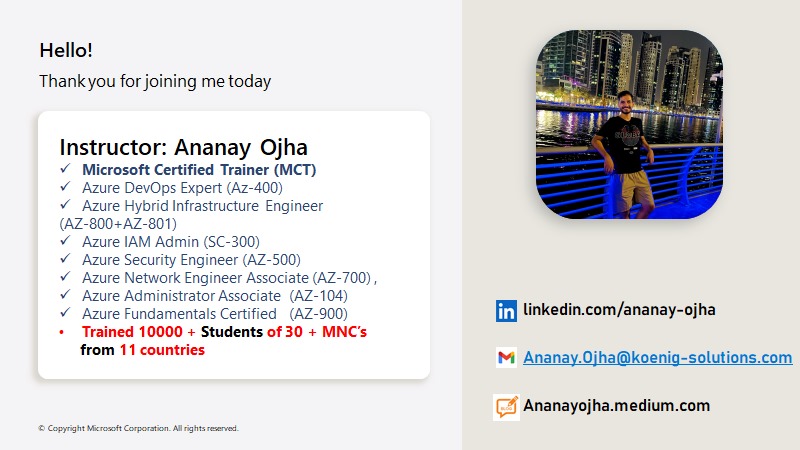 Hello!
Thank you for joining me today
Instructor: Ananay Ojha
✓ Microsoft Certified Trainer (MCT)
✓ Azure DevOps Expert (Az-400)
✓ Azure Hybrid Infrastructure Engineer
(AZ-800+AZ-801)
✓ Azure IAM Admin (SC-300)
✓ Azure Security Engineer (AZ-500)
✓ Azure Network Engineer Associate (AZ-700) ,
✓ Azure Administrator Associate (AZ-104)
✓ Azure Fundamentals Certified (AZ-900)
• Trained 10000 + Students of 30 + MNC's
from 11 countries
© Copyright Microsoft Corporation. All rights reserved.
in linkedin.com/ananay-ojha
Ananay.Ojha@koenig-solutions.com
BLOG Ananayojha.medium.com